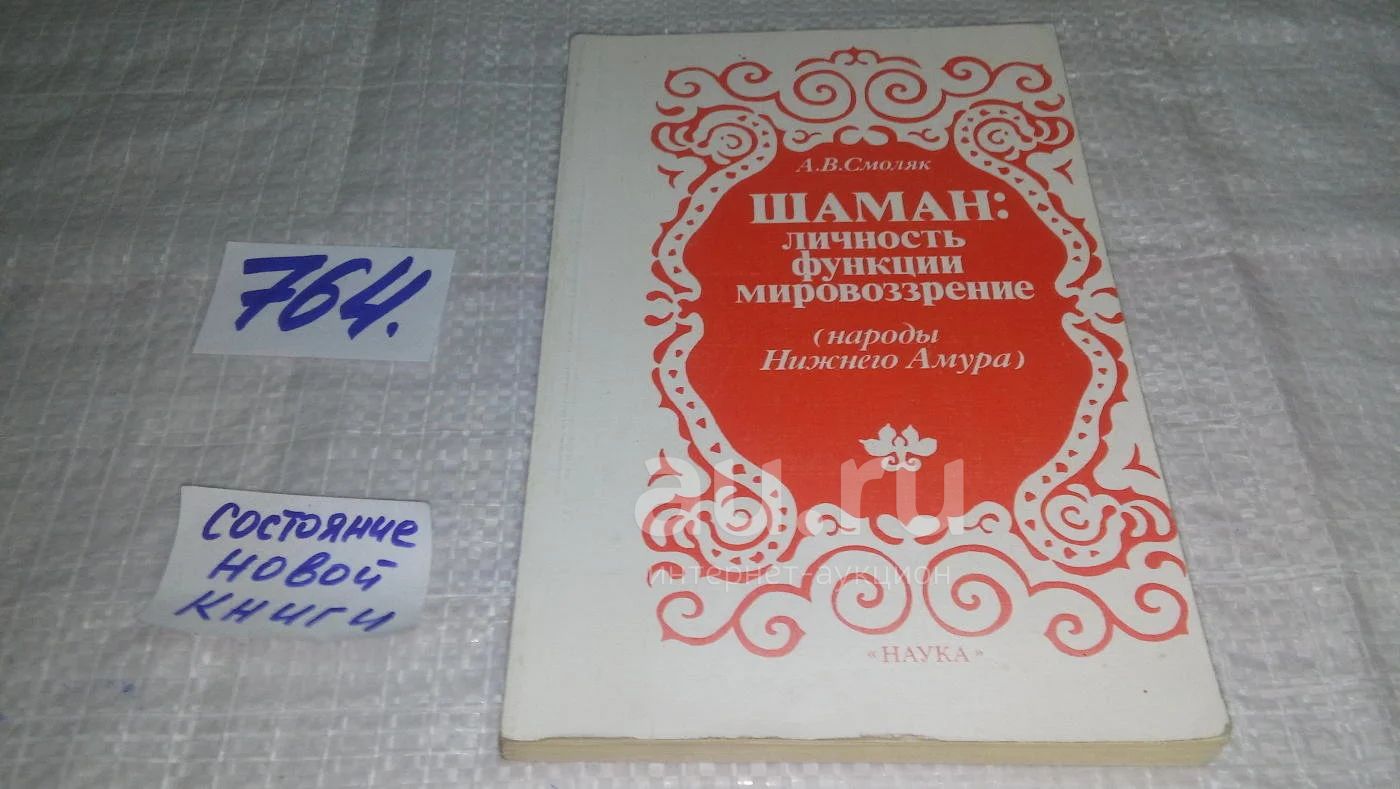 764.
состояние
новой
книги
А.В.Смоляк
ШАМАН:
личность
функции
мировоззрение
(народы
Нижнего Амура)
au.ru
интернет-аукцион
«НАУКА»